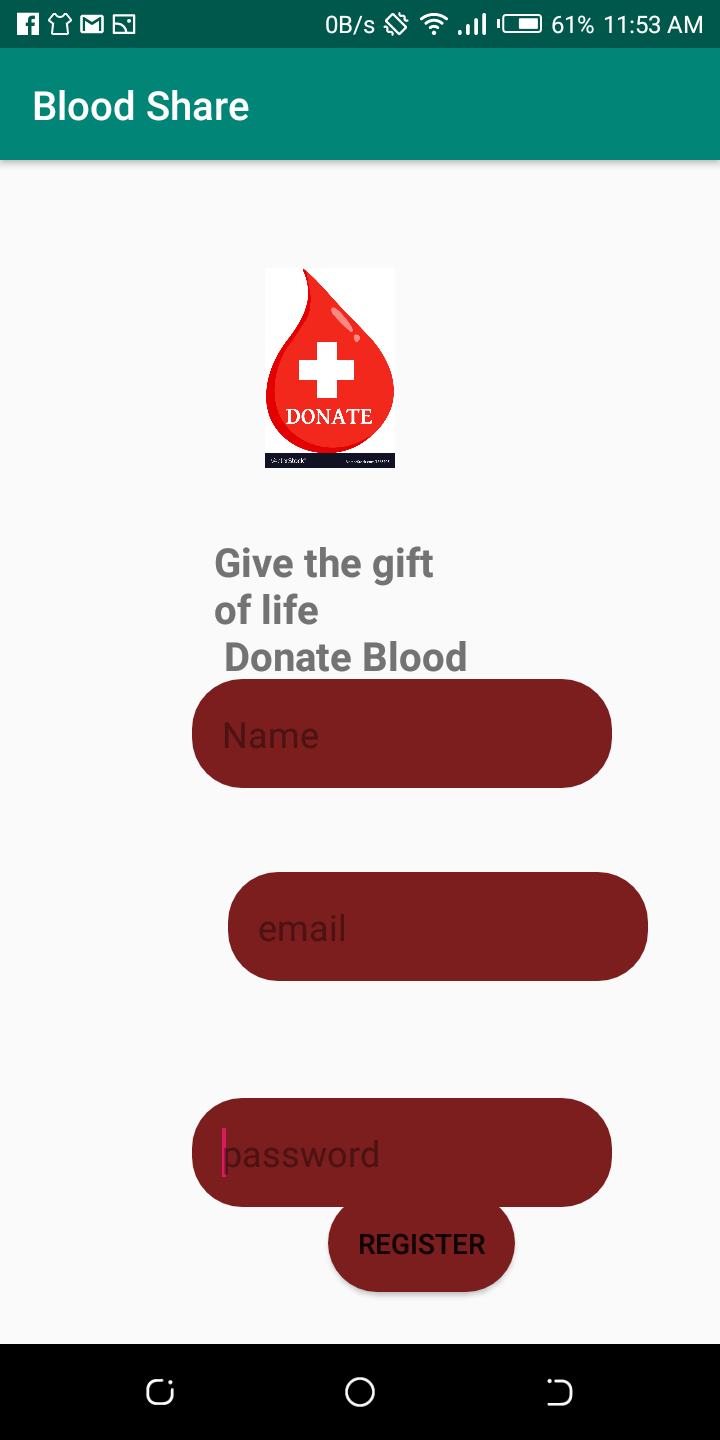 0B/s 61% 11:53 AM
Blood Share
DONATE
VectorStock
Give the gift
of life
Donate Blood
Name
email
password
REGISTER